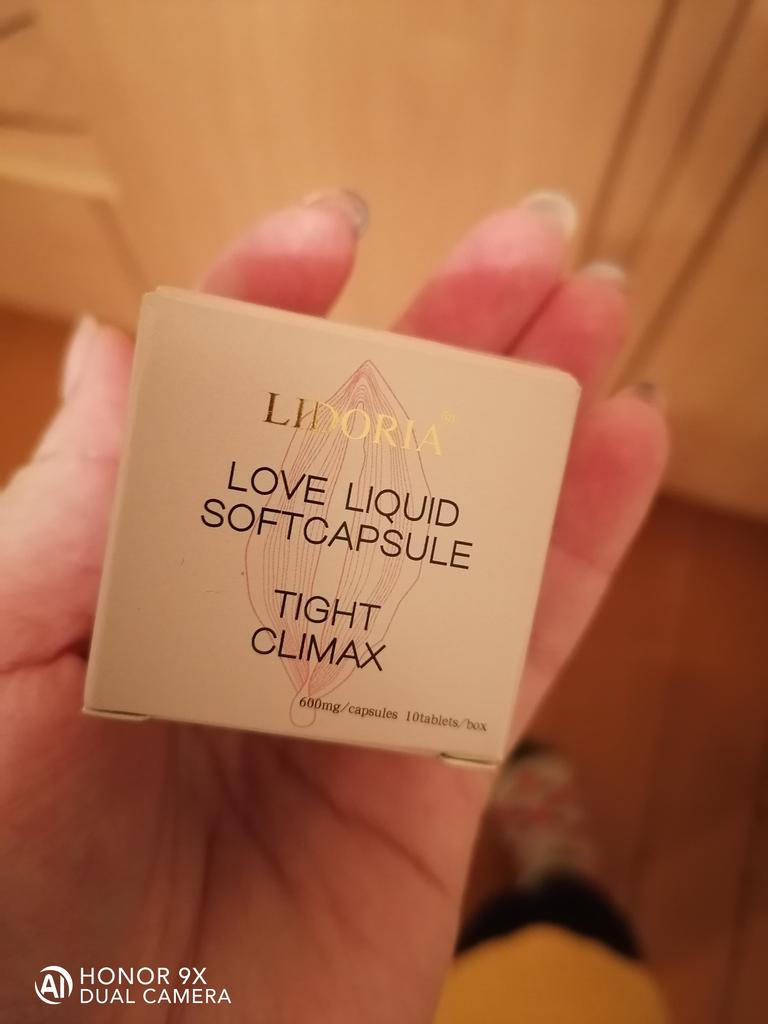 LIDORIA
LOVE LIQUID
SOFTCAPSULE
TIGHT
CLIMAX
600mg/capsules 10tablets/box
HONOR 9X
DUAL CAMERA